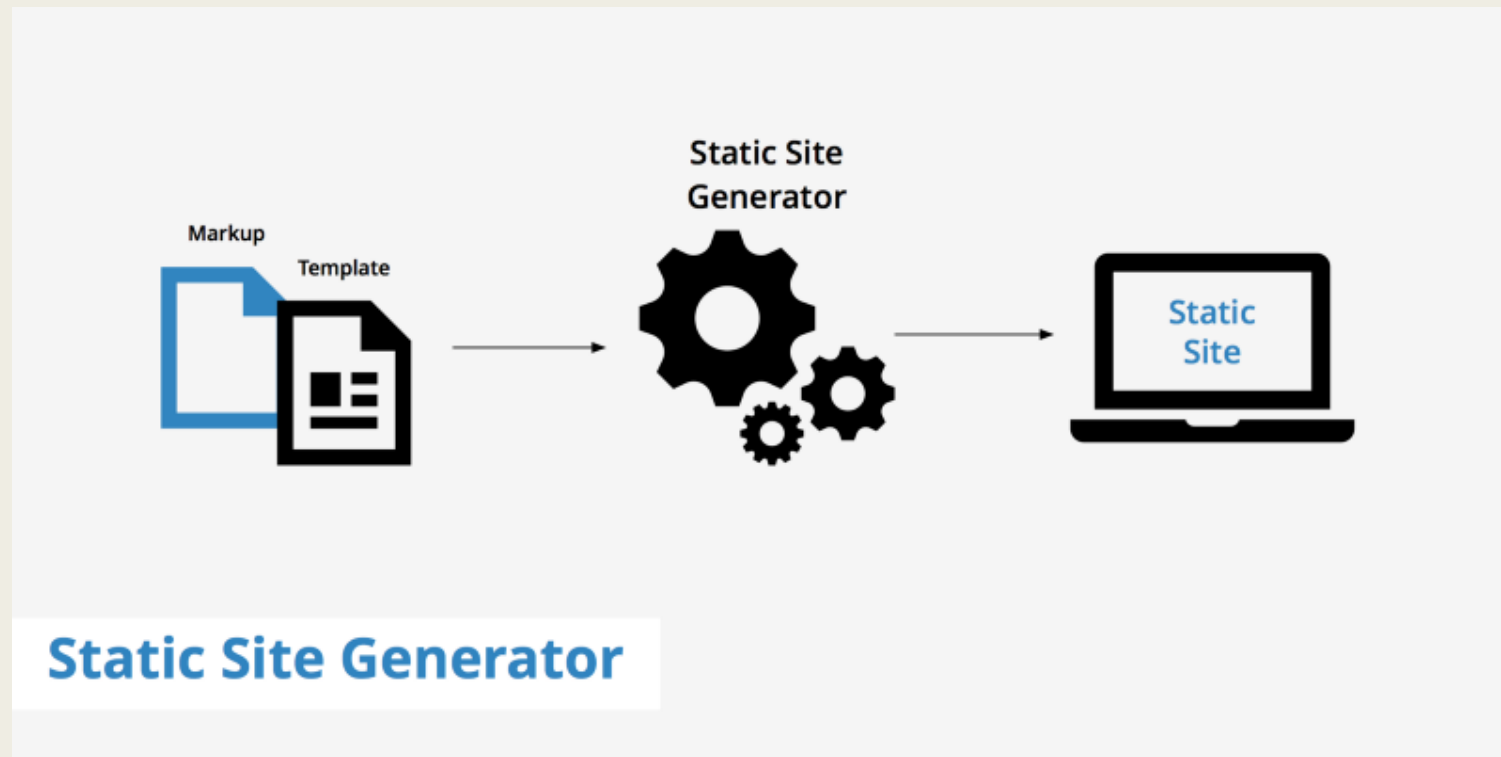 Static Site
Generator
Markup
Template
Static
Site
Static Site Generator